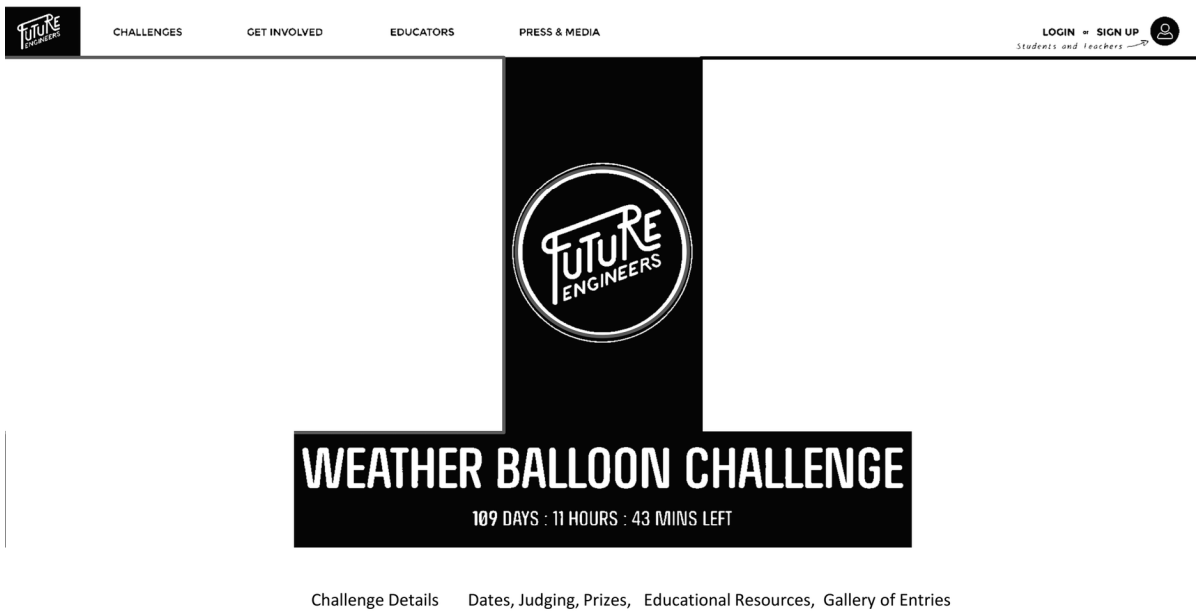 FUTURE
ENGINEERS
CHALLENGES GET INVOLVED EDUCATORS PRESS & MEDIA
LOGIN or SIGN UP
Students and Teachers
FUTURE
ENGINEERS
WEATHER BALLOON CHALLENGE
109 DAYS : 11 HOURS : 43 MINS LEFT
Challenge Details Dates, Judging, Prizes, Educational Resources, Gallery of Entries